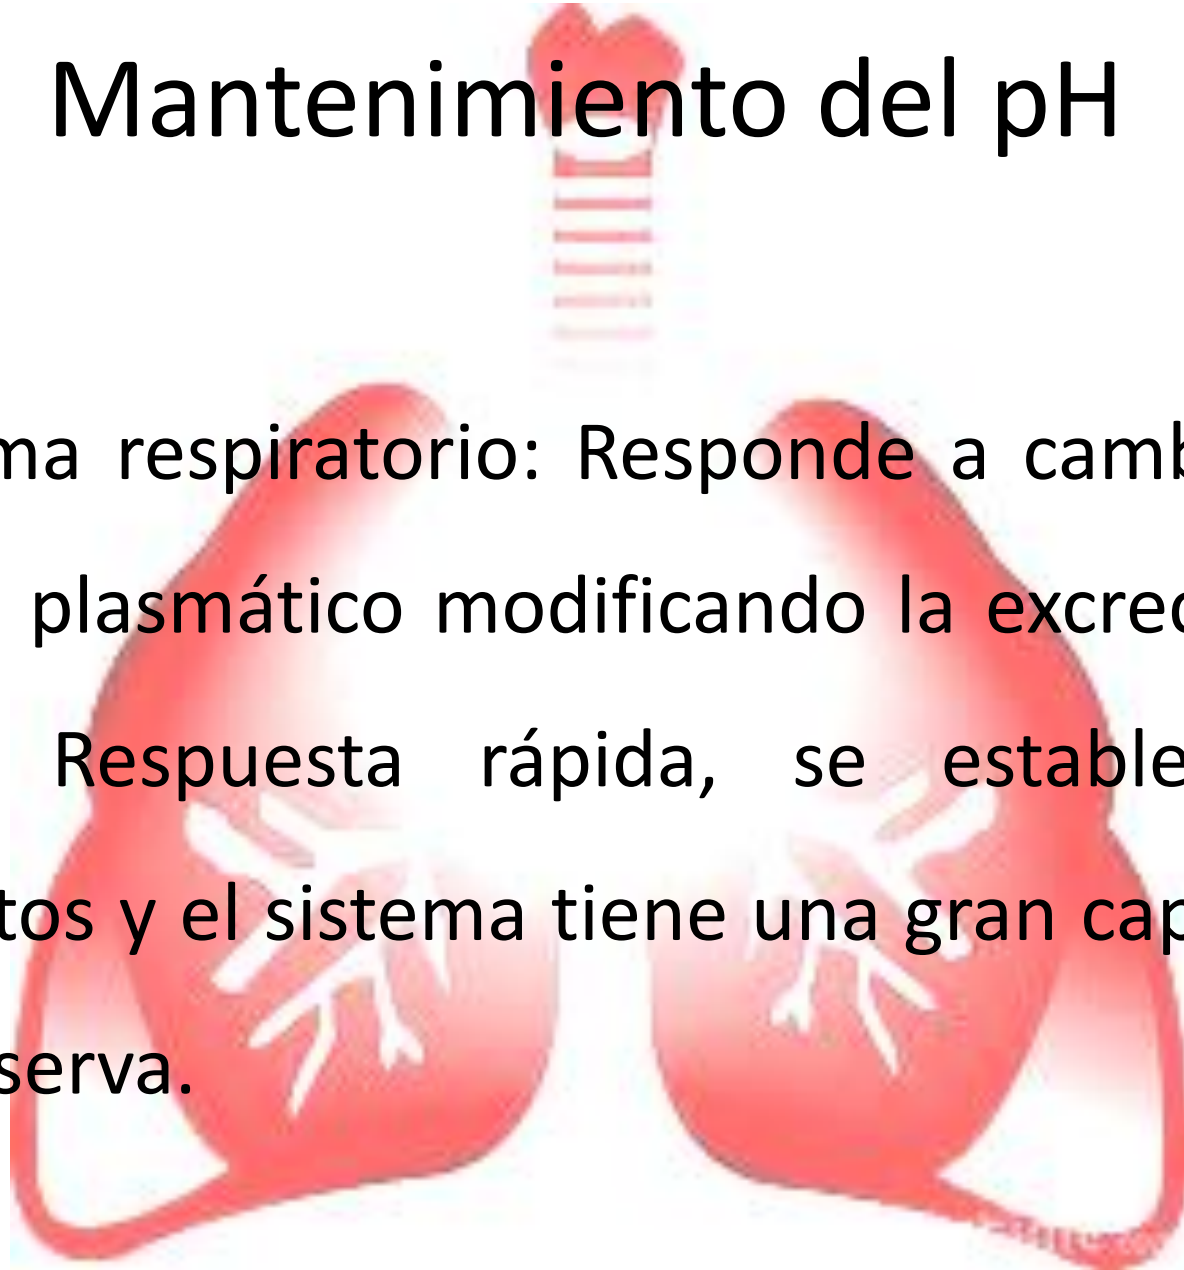 Mantenimiento del pH
ma respiratorio: Responde a camb
plasmático modificando la excrec
Respuesta rápida, se estable
tos y el sistema tiene una gran cap
serva.